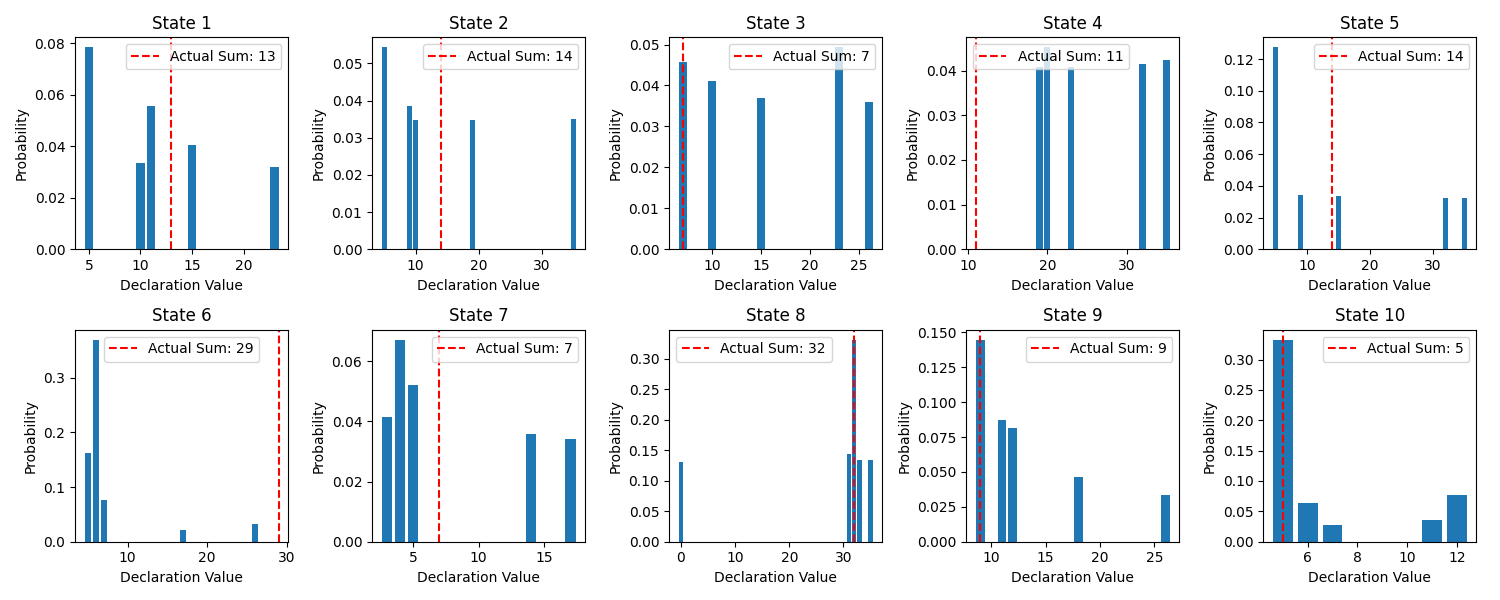 State 1
State 2
State 3
State 4
State 5
Actual Sum: 13
Actual Sum: 14
Actual Sum: 7
Actual Sum: 11
Actual Sum: 14
Probability
0.08
0.06
0.04
0.02
0.00
5 10 15 20
Declaration Value
Probability
0.05
0.04
0.03
0.02
0.01
0.00
10 20 30
Declaration Value
Probability
0.05
0.04
0.03
0.02
0.01
0.00
10 15 20 25
Declaration Value
Probability
0.04
0.03
0.02
0.01
0.00
10 20 30
Declaration Value
Probability
0.12
0.10
0.08
0.06
0.04
0.02
0.00
10 20 30
Declaration Value
State 6
State 7
State 8
State 9
State 10
Actual Sum: 29
Actual Sum: 7
Actual Sum: 32
Actual Sum: 9
Actual Sum: 5
Probability
0.3
0.2
0.1
0.0
10 20 30
Declaration Value
Probability
0.06
0.04
0.02
0.00
5 10 15
Declaration Value
Probability
0.30
0.25
0.20
0.15
0.10
0.05
0.00
0 10 20 30
Declaration Value
Probability
0.150
0.125
0.100
0.075
0.050
0.025
0.000
10 15 20 25
Declaration Value
Probability
0.30
0.25
0.20
0.15
0.10
0.05
0.00
6 8 10 12
Declaration Value